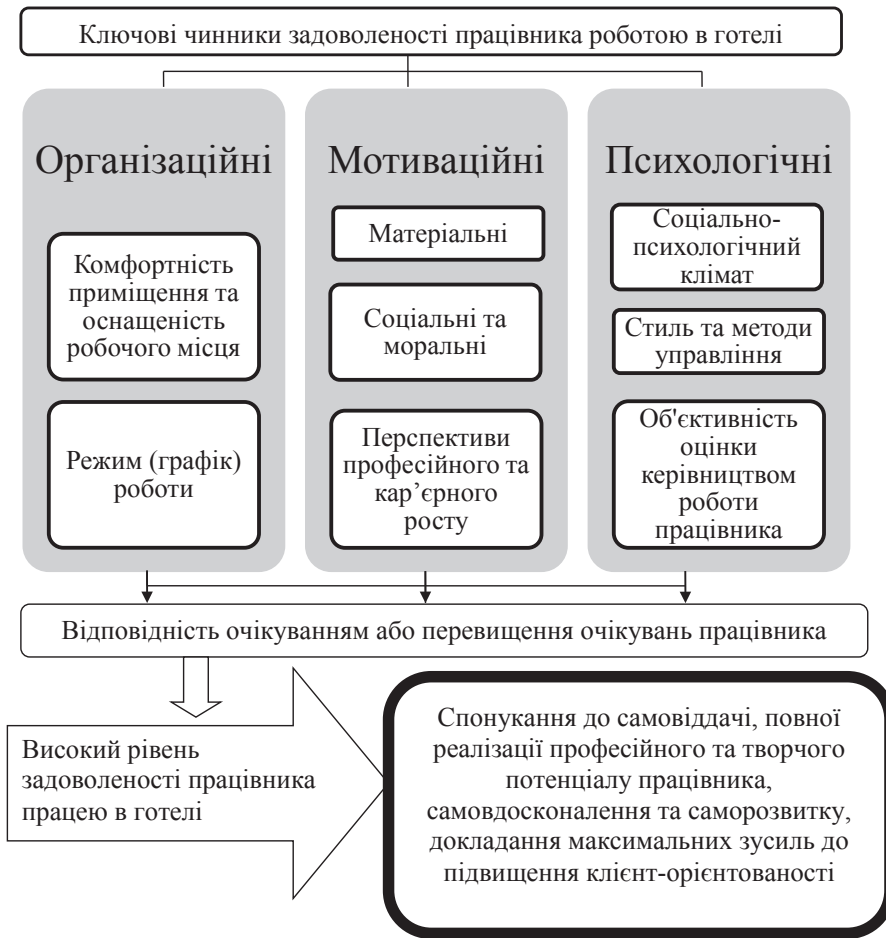 Ключові чинники задоволеності працівника роботою в готелі
Організаційні
Комфортність
приміщення та
оснащеність
робочого місця
Режим (графік)
роботи
Мотиваційні
Матеріальні
Соціальні та
моральні
Перспективи
професійного та
кар’єрного
росту
Психологічні
Соціально-
психологічний
клімат
Стиль та методи
управління
Об'єктивність
оцінки
керівництвом
роботи
працівника
Відповідність очікуванням або перевищення очікувань працівника
Високий рівень
задоволеності працівника
працею в готелі
Спонукання до самовіддачі, повної
реалізації професійного та творчого
потенціалу працівника,
самовдосконалення та саморозвитку,
докладання максимальних зусиль до
підвищення клієнт-орієнтованості